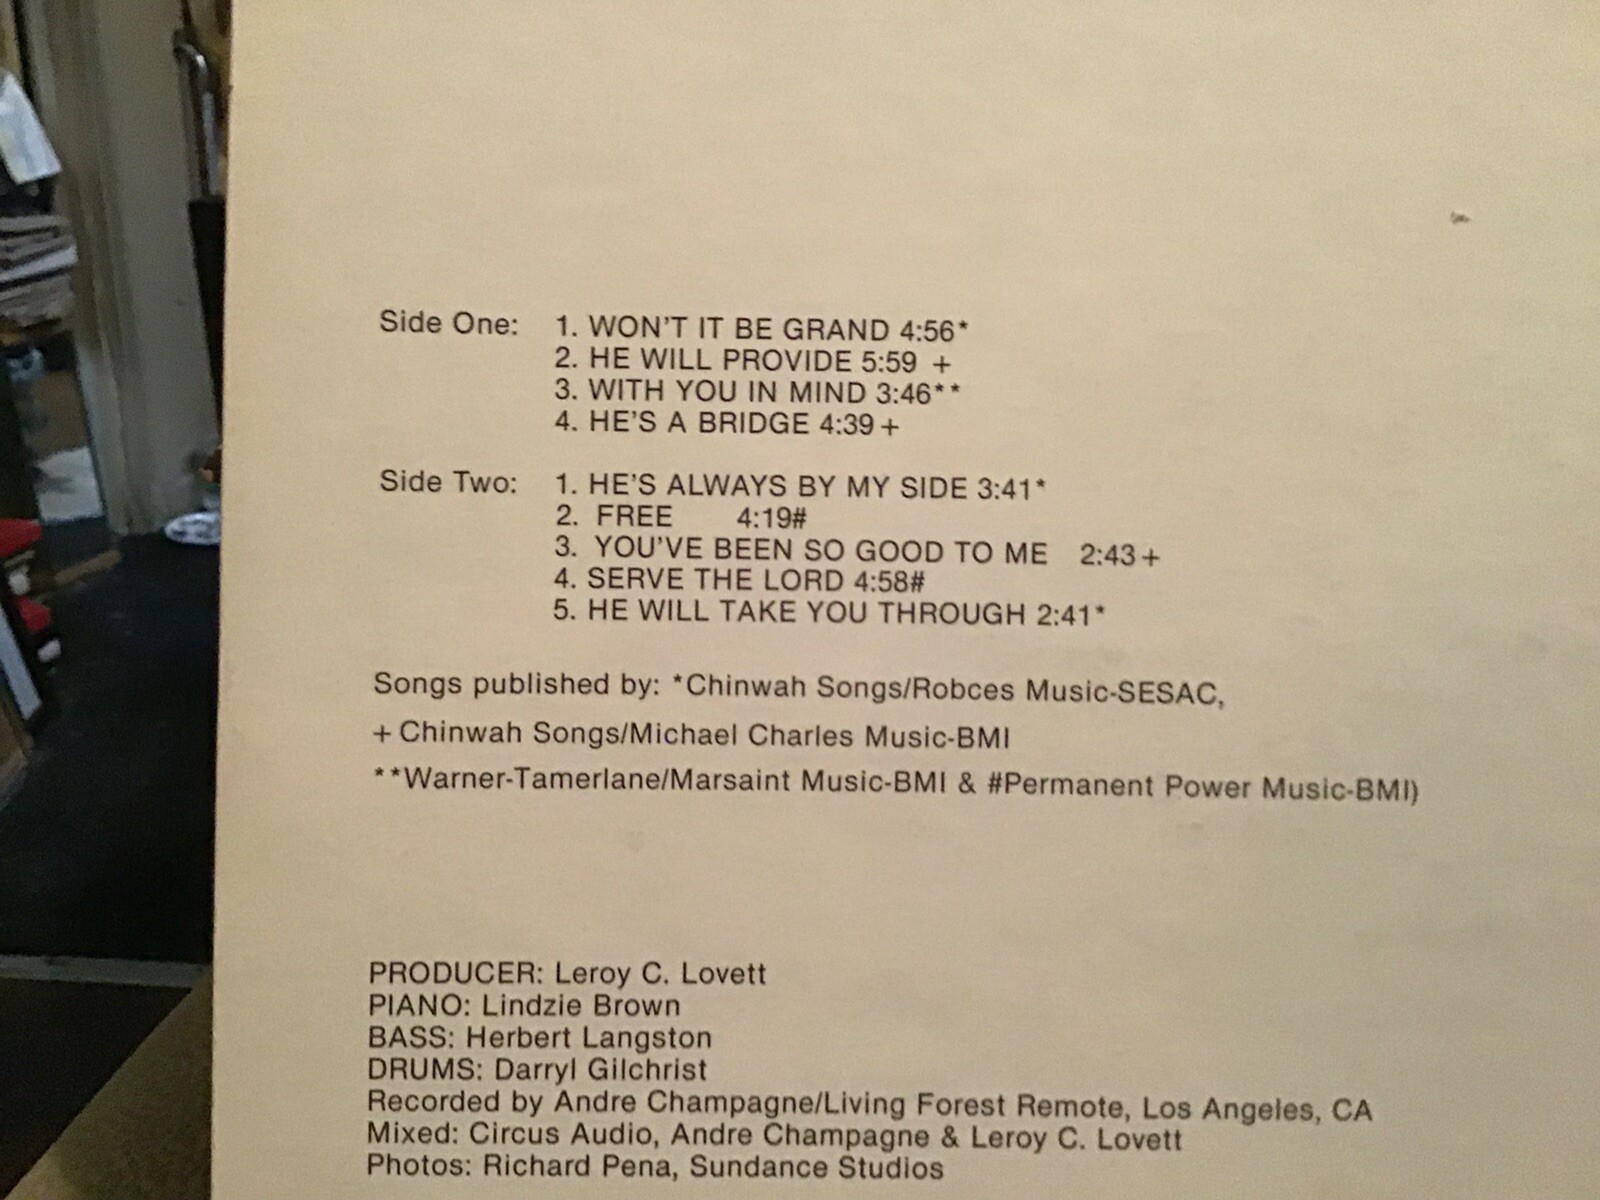 Side One: 1. WON'T IT BE GRAND 4:56*
2. HE WILL PROVIDE 5:59 +
3. WITH YOU IN MIND 3:46**
4. HE'S A BRIDGE 4:39+
Side Two: 1. HE'S ALWAYS BY MY SIDE 3:41*
2. FREE 4:19#
3. YOU'VE BEEN SO GOOD TO ME 2:43+
4. SERVE THE LORD 4:58#
5. HE WILL TAKE YOU THROUGH 2:41*
Songs published by: *Chinwah Songs/Robces Music-SESAC,
+ Chinwah Songs/Michael Charles Music-BMI
**Warner-Tamerlane/Marsaint Music-BMI & #Permanent Power Music-BMI)
PRODUCER: Leroy C. Lovett
PIANO: Lindzie Brown
BASS: Herbert Langston
DRUMS: Darryl Gilchrist
Recorded by Andre Champagne/Living Forest Remote, Los Angeles, CA
Mixed: Circus Audio, Andre Champagne & Leroy C. Lovett
Photos: Richard Pena, Sundance Studios